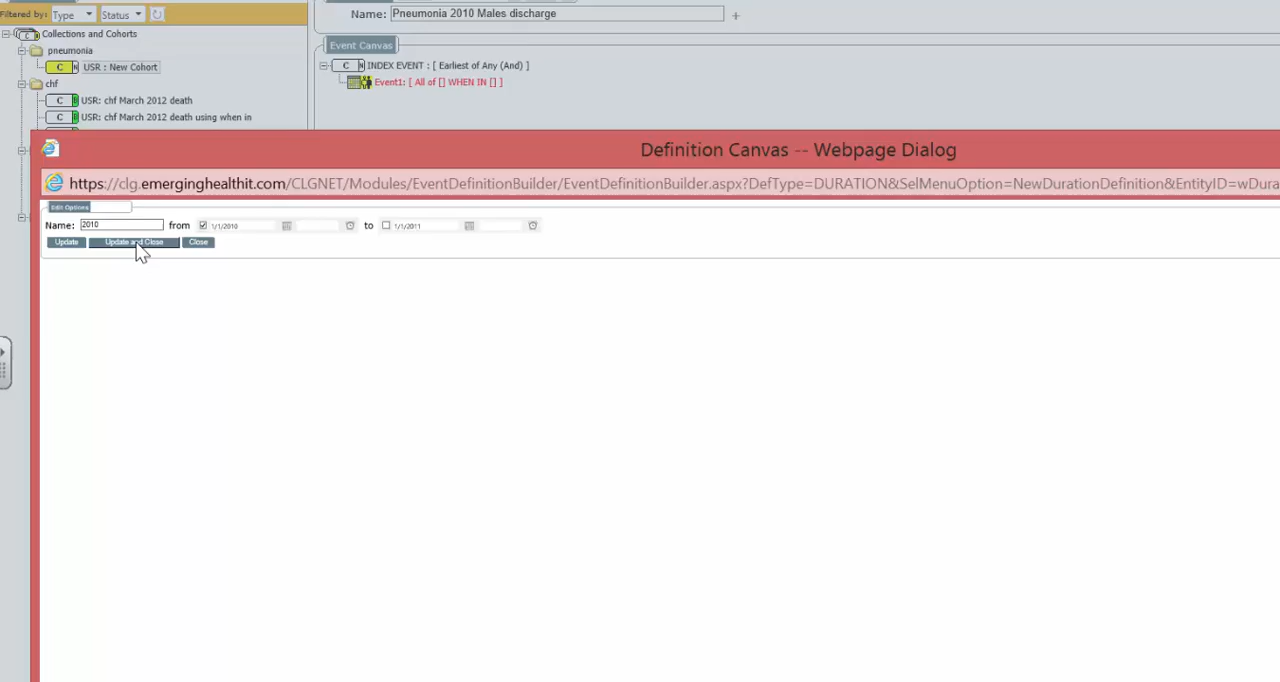 Filtered by: Type Status
Collections and Cohorts
pneumonia
C N USR : New Cohort
chf
C USR: chf March 2012 death
C USR: chf March 2012 death using when in
Name: Pneumonia 2010 Males discharge +
Event Canvas
C N INDEX EVENT : [ Earliest of Any (And) ]
Event1: [ All of [] WHEN IN [] ]
Definition Canvas -- Webpage Dialog
https://clg.emerginghealthit.com/CLGNET/Modules/EventDefinitionBuilder/EventDefinitionBuilder.aspx?DefType=DURATION&SelMenuOption=NewDurationDefinition&EntityID=wDura
Edit Options
Name: 2010 from 1/1/2010 to 1/1/2011
Update Update and Close Close